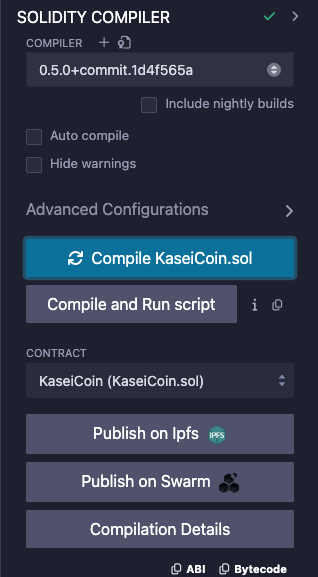 SOLIDITY COMPILER
COMPILER
0.5.0+commit.1d4f565a
Include nightly builds
Auto compile
Hide warnings
Advanced Configurations
Compile KaseiCoin.sol
Compile and Run script
i
CONTRACT
KaseiCoin (KaseiCoin.sol)
Publish on Ipfs IPFS
Publish on Swarm
Compilation Details
ABI Bytecode